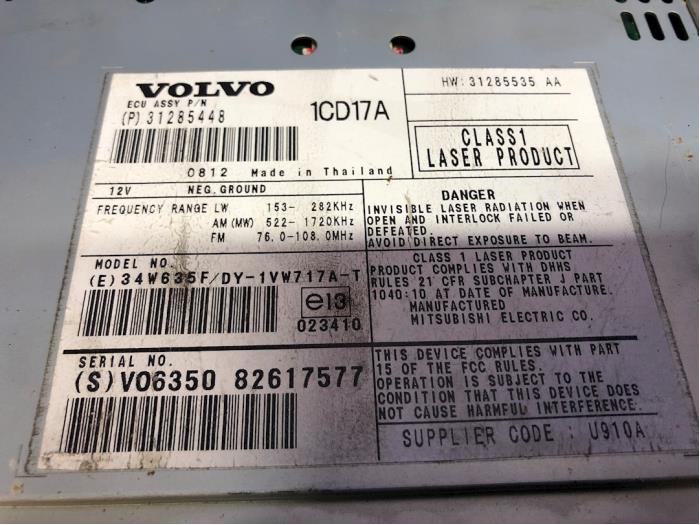 VOLVO
ECU ASSY P/N
(P) 31285448
1CD17A
HW: 31285535 AA
CLASS1
LASER PRODUCT
0812 Made in Thailand
12V NEG. GROUND
FREQUENCY RANGE LW 153- 282KHz
AM (MW) 522- 1720KHz
FM 76.0-108.0MHz
DANGER
INVISIBLE LASER RADIATION WHEN
OPEN AND INTERLOCK FAILED OR
DEFEATED.
AVOID DIRECT EXPOSURE TO BEAM.
MODEL NO.
(E) 34W635F/DY-1VW717A-T
e13
023410
CLASS 1 LASER PRODUCT
PRODUCT COMPLIES WITH DHHS
RULES 21 CFR SUBCHAPTER J PART
1040:10 AT DATE OF MANUFACTURE.
MANUFACTURED
MITSUBISHI ELECTRIC CO.
SERIAL NO.
(S) V06350 82617577
THIS DEVICE COMPLIES WITH PART
15 OF THE FCC RULES.
OPERATION IS SUBJECT TO THE
CONDITION THAT THIS DEVICE DOES
NOT CAUSE HARMFUL INTERFERENCE.
SUPPLIER CODE : U910A